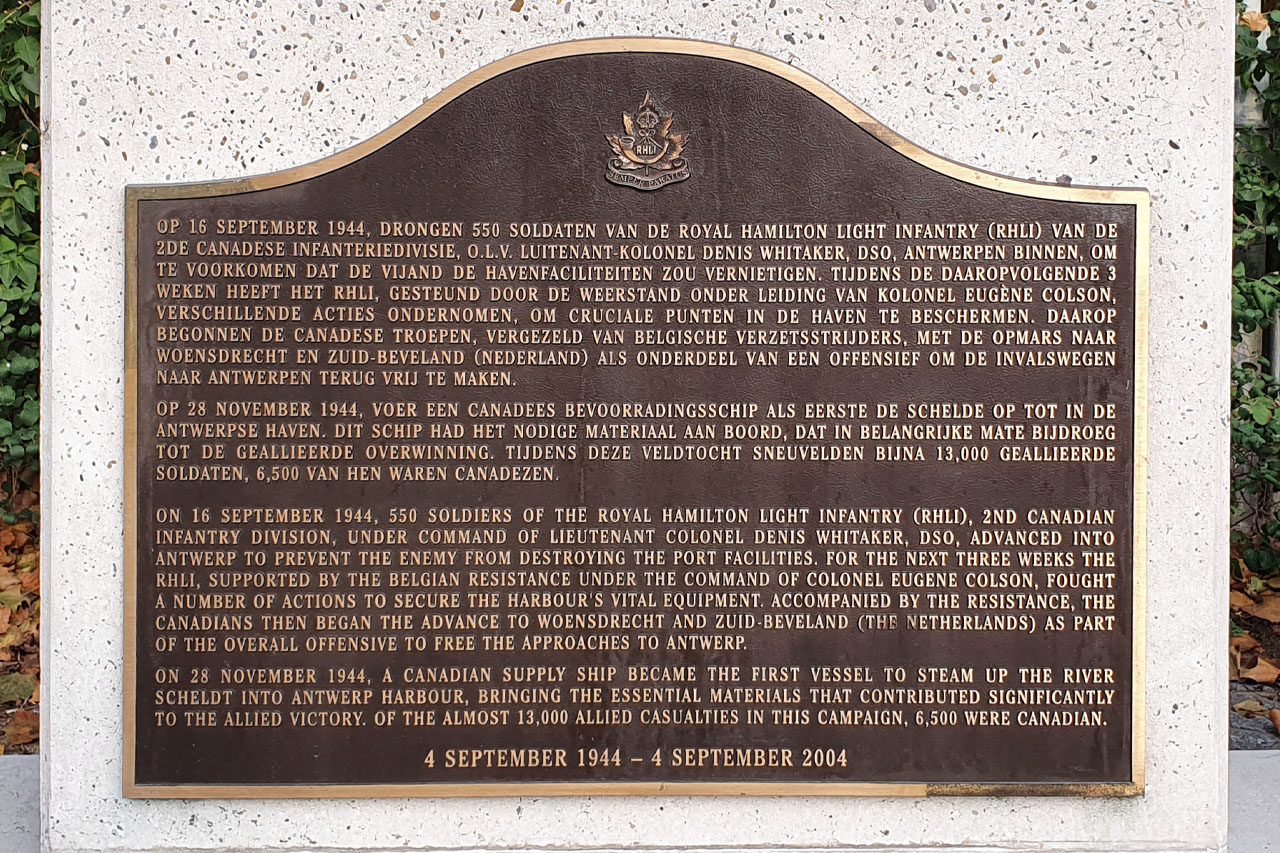 RHLI
SEMPER PARATUS
OP 16 SEPTEMBER 1944, DRONGEN 550 SOLDATEN VAN DE ROYAL HAMILTON LIGHT INFANTRY (RHLI) VAN DE
2DE CANADESE INFANTERIEDIVISIE, O.L.V. LUITENANT-KOLONEL DENIS WHITAKER, DSO, ANTWERPEN BINNEN, OM
TE VOORKOMEN DAT DE VIJAND DE HAVENFACILITEITEN ZOU VERNIETIGEN. TIJDENS DE DAAROPVOLGENDE 3
WEKEN HEEFT HET RHLI, GESTEUND DOOR DE WEERSTAND ONDER LEIDING VAN KOLONEL EUGÈNE COLSON,
VERSCHILLENDE ACTIES ONDERNOMEN, OM CRUCIALE PUNTEN IN DE HAVEN TE BESCHERMEN. DAAROP
BEGONNEN DE CANADESE TROEPEN, VERGEZELD VAN BELGISCHE VERZETSSTRIJDERS, MET DE OPMARS NAAR
WOENSDRECHT EN ZUID-BEVELAND (NEDERLAND) ALS ONDERDEEL VAN EEN OFFENSIEF OM DE INVALSWEGEN
NAAR ANTWERPEN TERUG VRIJ TE MAKEN.
OP 28 NOVEMBER 1944, VOER EEN CANADEES BEVOORRADINGSSCHIP ALS EERSTE DE SCHELDE OP TOT IN DE
ANTWERPSE HAVEN. DIT SCHIP HAD HET NODIGE MATERIAAL AAN BOORD, DAT IN BELANGRIJKE MATE BIJDROEG
TOT DE GEALLIEERDE OVERWINNING. TIJDENS DEZE VELDTOCHT SNEUVELDEN BIJNA 13,000 GEALLIEERDE
SOLDATEN, 6,500 VAN HEN WAREN CANADEZEN.
ON 16 SEPTEMBER 1944, 550 SOLDIERS OF THE ROYAL HAMILTON LIGHT INFANTRY (RHLI), 2ND CANADIAN
INFANTRY DIVISION, UNDER COMMAND OF LIEUTENANT COLONEL DENIS WHITAKER, DSO, ADVANCED INTO
ANTWERP TO PREVENT THE ENEMY FROM DESTROYING THE PORT FACILITIES. FOR THE NEXT THREE WEEKS THE
RHLI, SUPPORTED BY THE BELGIAN RESISTANCE UNDER THE COMMAND OF COLONEL EUGENE COLSON, FOUGHT
A NUMBER OF ACTIONS TO SECURE THE HARBOUR'S VITAL EQUIPMENT. ACCOMPANIED BY THE RESISTANCE, THE
CANADIANS THEN BEGAN THE ADVANCE TO WOENSDRECHT AND ZUID-BEVELAND (THE NETHERLANDS) AS PART
OF THE OVERALL OFFENSIVE TO FREE THE APPROACHES TO ANTWERP.
ON 28 NOVEMBER 1944, A CANADIAN SUPPLY SHIP BECAME THE FIRST VESSEL TO STEAM UP THE RIVER
SCHELDT INTO ANTWERP HARBOUR, BRINGING THE ESSENTIAL MATERIALS THAT CONTRIBUTED SIGNIFICANTLY
TO THE ALLIED VICTORY. OF THE ALMOST 13,000 ALLIED CASUALTIES IN THIS CAMPAIGN, 6,500 WERE CANADIAN.
4 SEPTEMBER 1944 – 4 SEPTEMBER 2004